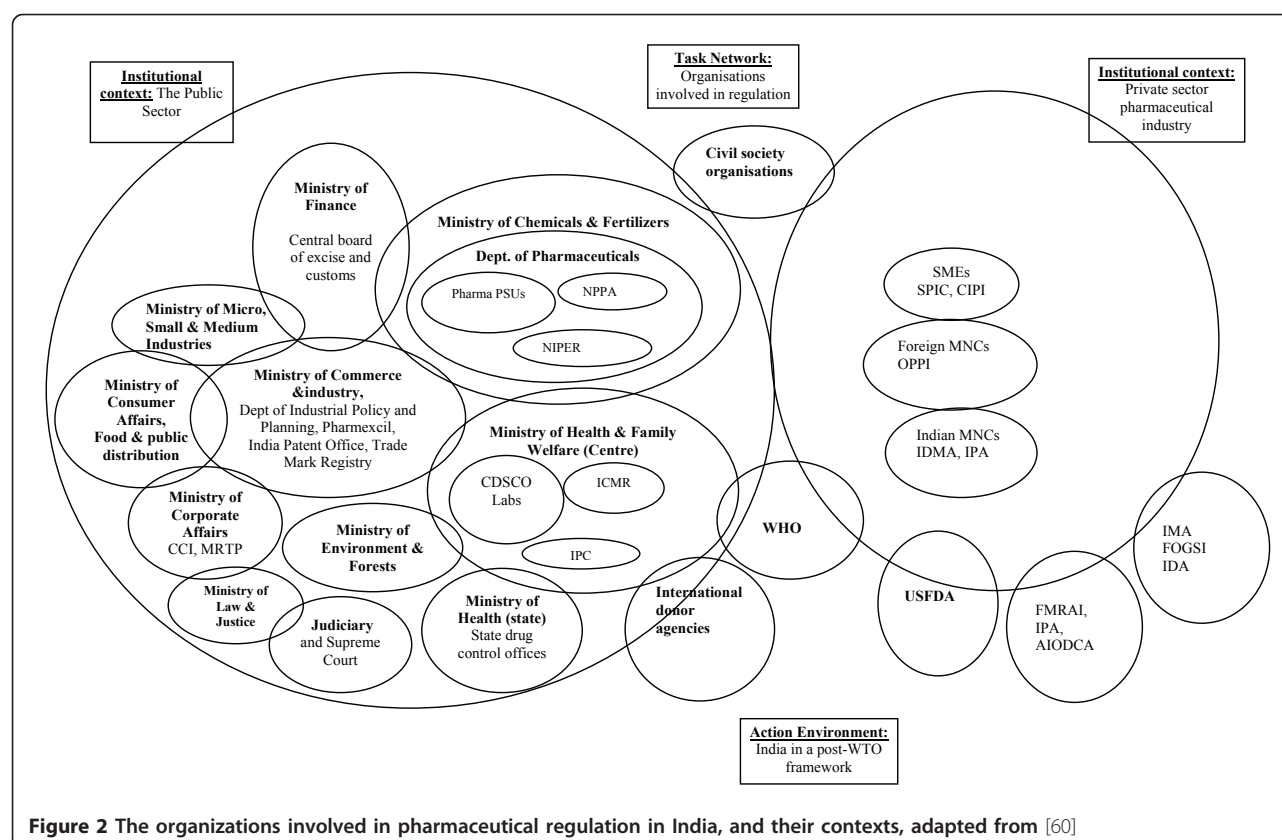 Institutional
context: The Public
Sector
Task Network:
Organisations
involved in regulation
Institutional context:
Private sector
pharmaceutical
industry
Civil society
organisations
Ministry of
Finance
Central board
of excise and
customs
Ministry of Chemicals & Fertilizers
Dept. of Pharmaceuticals
Pharma PSUs
NPPA
NIPER
SMEs
SPIC, CIPI
Foreign MNCs
OPPI
Indian MNCs
IDMA, IPA
Ministry of Micro,
Small & Medium
Industries
Ministry of
Consumer
Affairs,
Food & public
distribution
Ministry of Commerce
&industry,
Dept of Industrial Policy and
Planning, Pharmexcil,
India Patent Office, Trade
Mark Registry
Ministry of Health & Family
Welfare (Centre)
CDSCO
Labs
ICMR
IPC
Ministry of
Corporate
Affairs
CCI, MRTP
Ministry of
Environment &
Forests
WHO
IMA
FOGSI
IDA
Ministry of
Law &
Justice
Judiciary
and Supreme
Court
Ministry of
Health (state)
State drug
control offices
International
donor
agencies
USFDA
FMRAI,
IPA,
AIODCA
Action Environment:
India in a post-WTO
framework
Figure 2 The organizations involved in pharmaceutical regulation in India, and their contexts, adapted from [60]